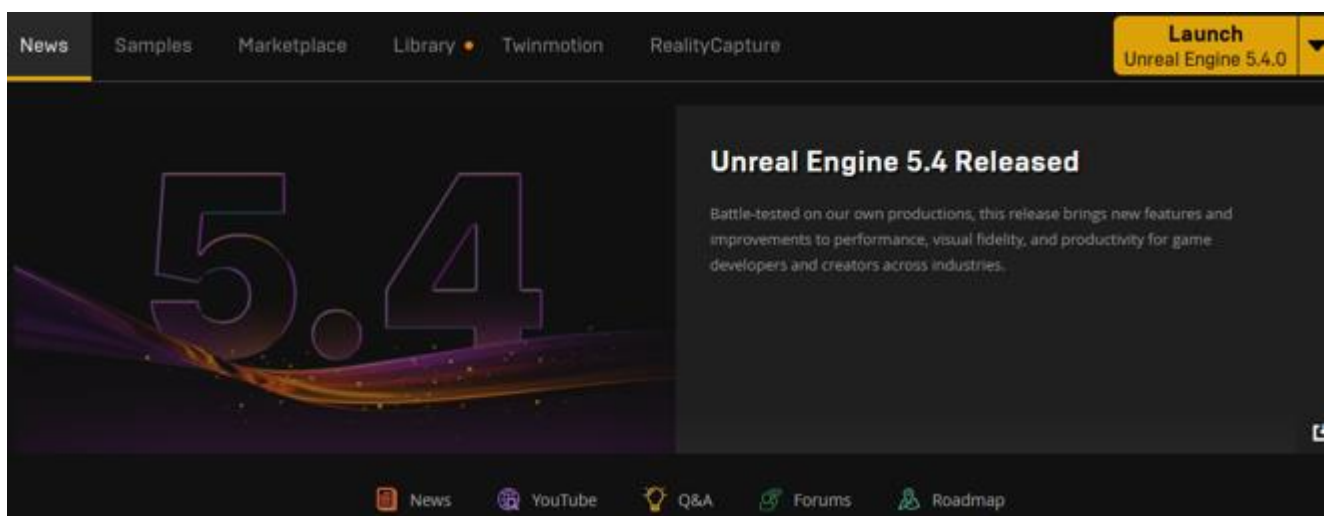 News Samples Marketplace Library Twinmotion RealityCapture
Launch
Unreal Engine 5.4.0
5.4
Unreal Engine 5.4 Released
Battle-tested on our own productions, this release brings new features and
improvements to performance, visual fidelity, and productivity for game
developers and creators across industries.
News YouTube Q&A Forums Roadmap